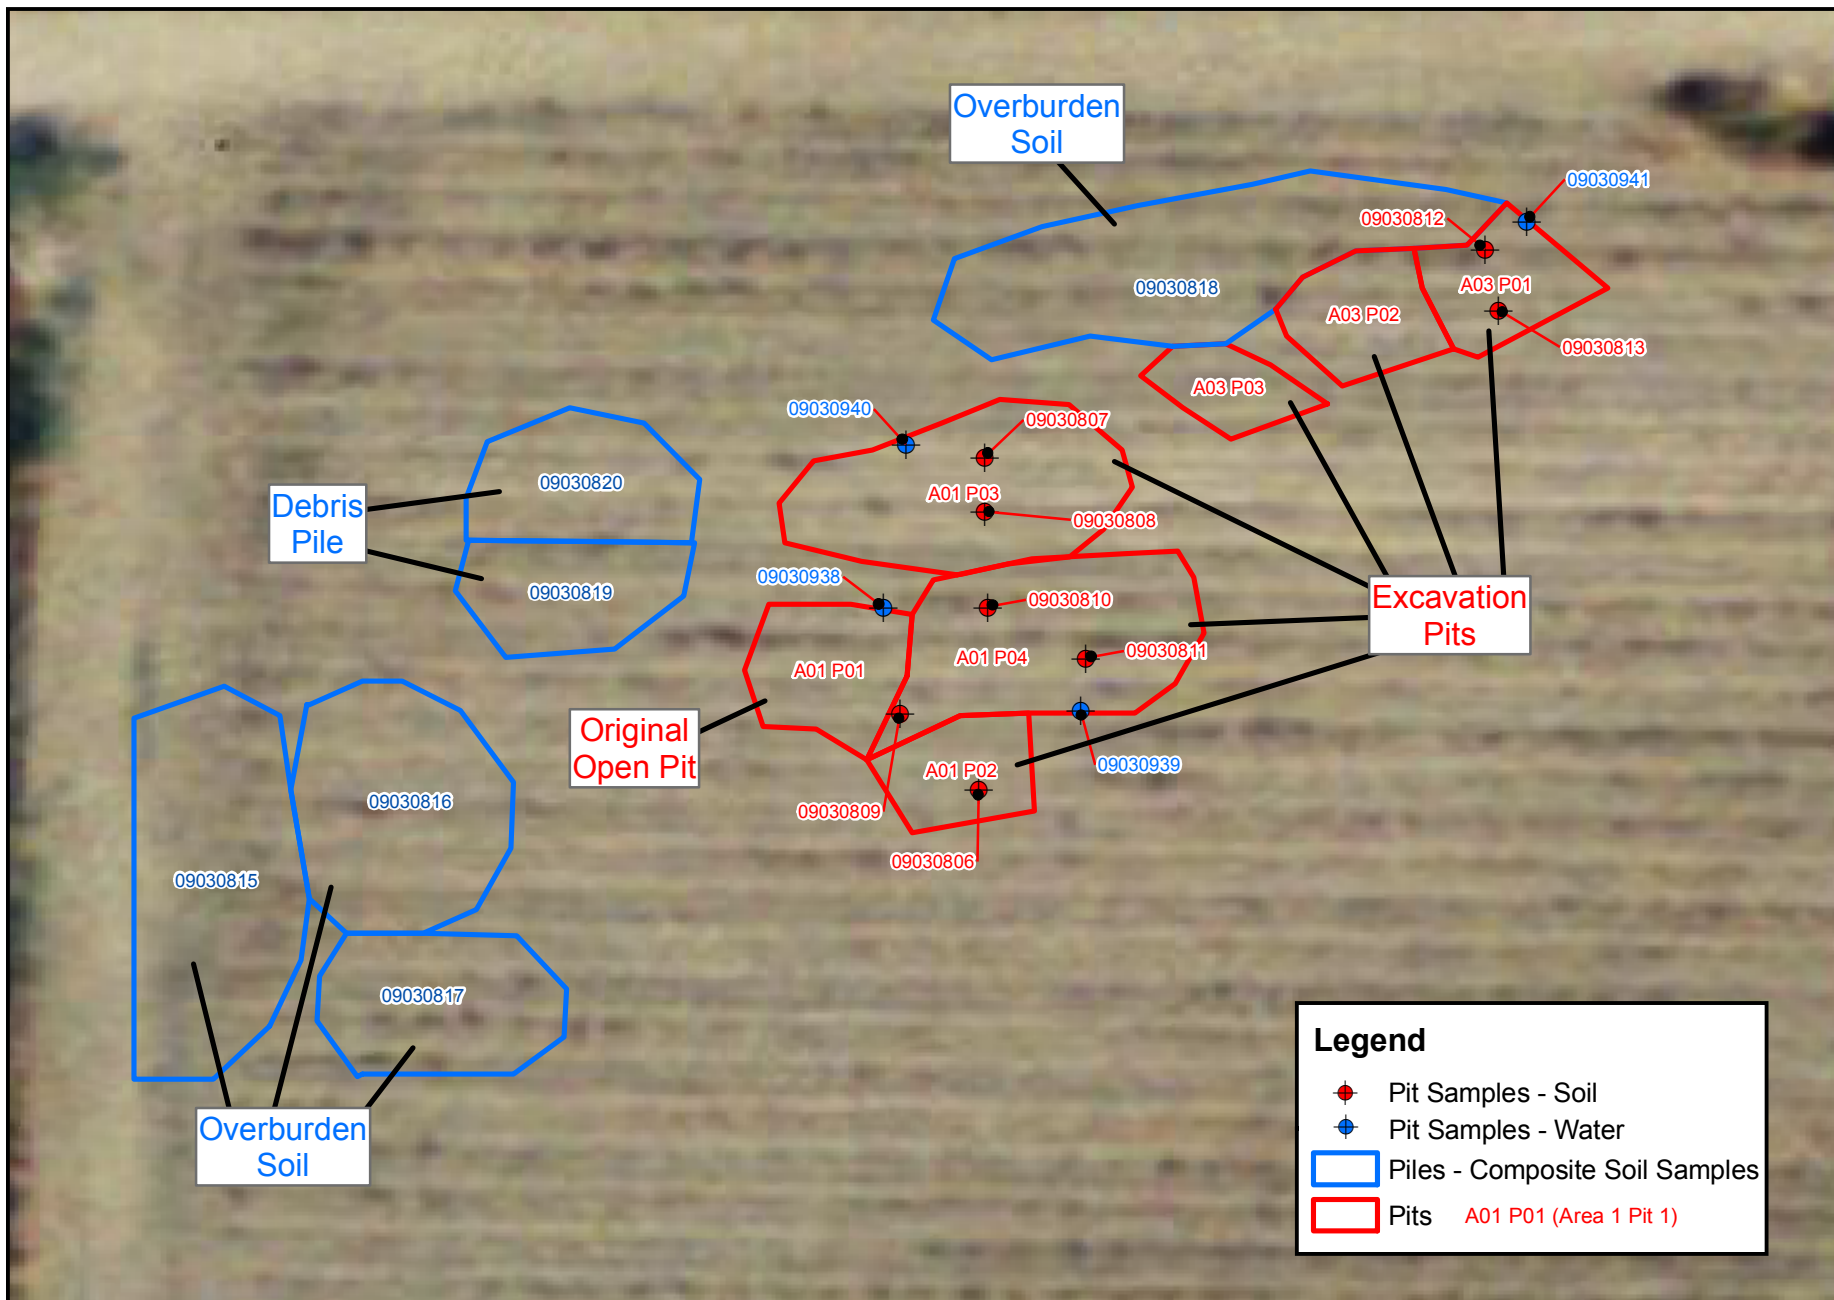 Overburden
Soil
09030941
09030812
09030818
A03 P01
A03 P02
09030813
A03 P03
09030940
09030807
09030820
A01 P03
09030808
Debris
Pile
09030938
09030819
09030810
Excavation
Pits
A01 P01
A01 P04
09030811
Original
Open Pit
09030939
A01 P02
09030816
09030809
09030806
09030815
09030817
Overburden
Soil
Legend
Pit Samples - Soil
Pit Samples - Water
Piles - Composite Soil Samples
Pits A01 P01 (Area 1 Pit 1)